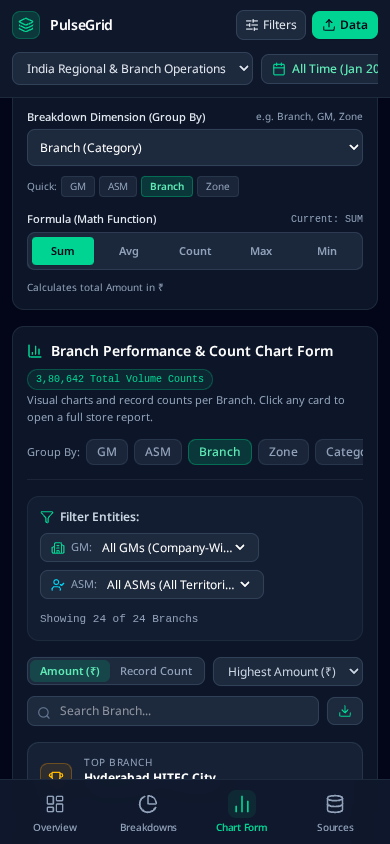 PulseGrid
Filters
Data
India Regional & Branch Operations
All Time (Jan 20
Breakdown Dimension (Group By)
e.g. Branch, GM, Zone
Branch (Category)
Quick: GM ASM Branch Zone
Formula (Math Function)
Current: SUM
Sum Avg Count Max Min
Calculates total Amount in ₹
Branch Performance & Count Chart Form
3,80,642 Total Volume Counts
Visual charts and record counts per Branch. Click any card to
open a full store report.
Group By: GM ASM Branch Zone Catego
Filter Entities:
GM: All GMs (Company-Wi...
ASM: All ASMs (All Territori...
Showing 24 of 24 Branchs
Amount (₹) Record Count Highest Amount (₹)
Search Branch...
TOP BRANCH
Hyderabad HITEC City
Overview Breakdowns Chart Form Sources